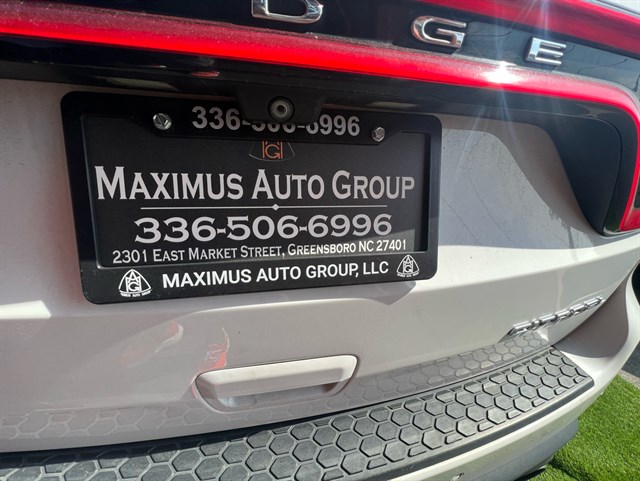 DGE
336-506-6996
MAXIMUS AUTO GROUP
336-506-6996
2301 EAST MARKET STREET, GREENSBORO NC 27401
MAXIMUS AUTO GROUP, LLC